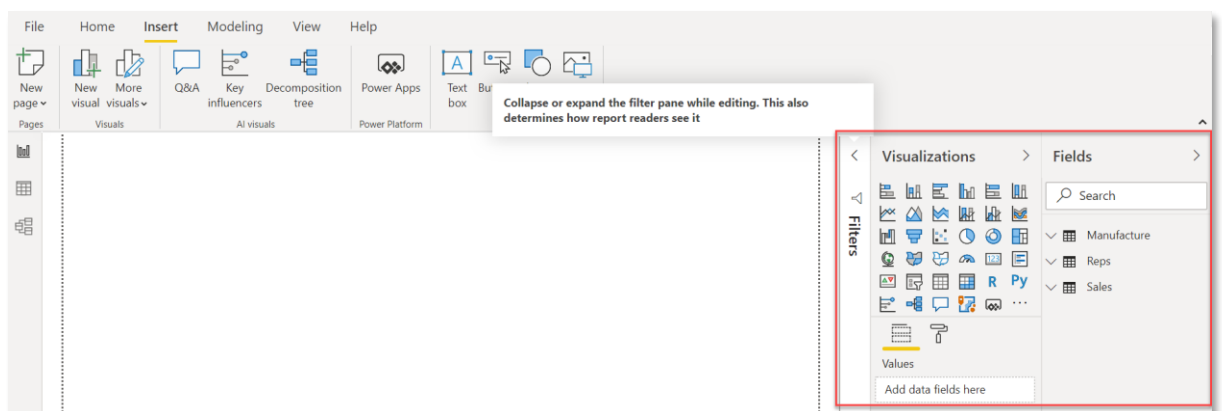 File Home Insert Modeling View Help
New page
New visual
More visuals
Q&A
Key influencers
Decomposition tree
Power Apps
Text box
Bu
Pages Visuals AI visuals Power Platform
Collapse or expand the filter pane while editing. This also
determines how report readers see it
Filters
Visualizations
123
R Py
Values
Add data fields here
Fields
Search
Manufacture
Reps
Sales